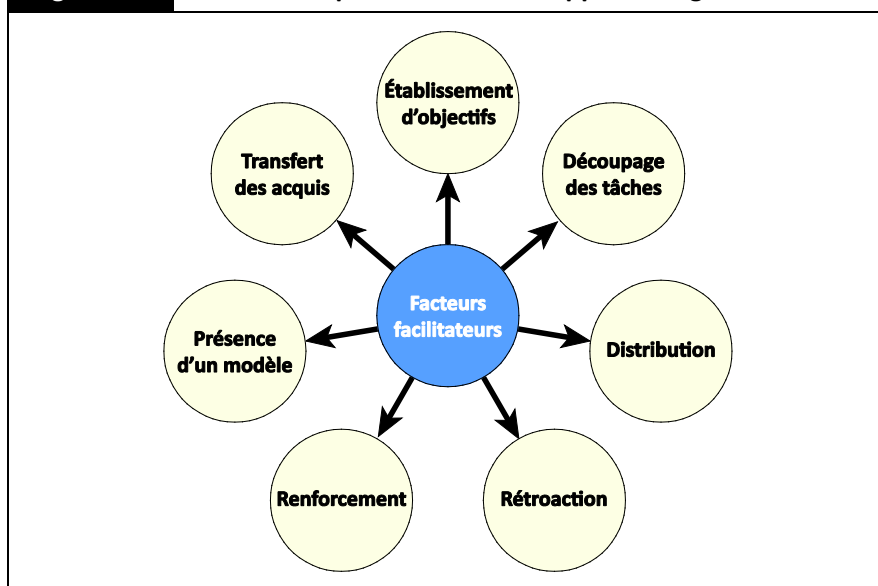 Établissement
d'objectifs
Découpage
des tâches
Distribution
Rétroaction
Renforcement
Présence
d'un modèle
Transfert
des acquis
Facteurs
facilitateurs